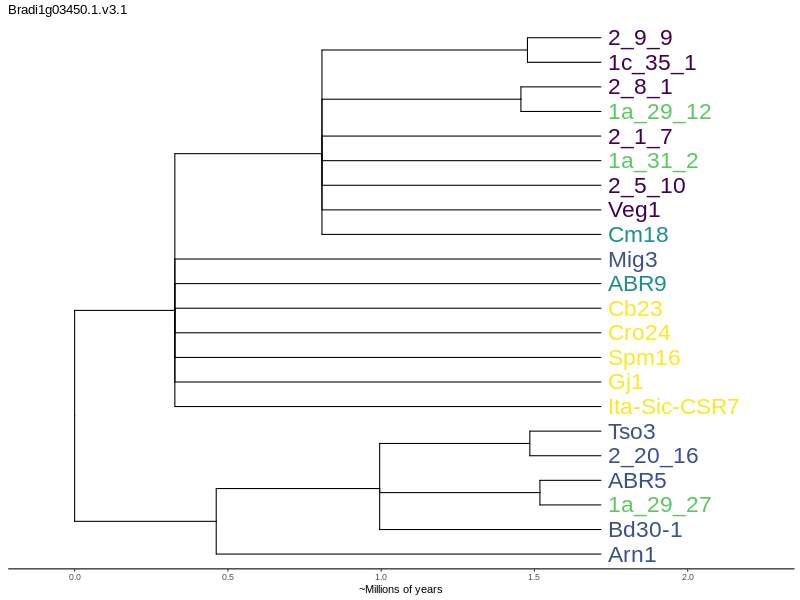 Bradi1g03450.1.v3.1
2_9_9
1c_35_1
2_8_1
1a_29_12
2_1_7
1a_31_2
2_5_10
Veg1
Cm18
Mig3
ABR9
Cb23
Cro24
Spm16
Gj1
Ita-Sic-CSR7
Tso3
2_20_16
ABR5
1a_29_27
Bd30-1
Arn1
0.0 0.5 1.0 1.5 2.0
~Millions of years